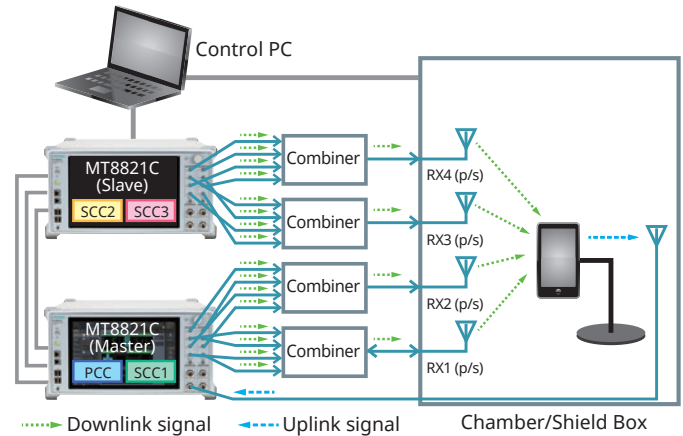 Control PC
MT8821C
(Slave)
SCC2
SCC3
Combiner
RX4 (p/s)
Combiner
RX3 (p/s)
Combiner
RX2 (p/s)
MT8821C
(Master)
PCC
SCC1
Combiner
RX1 (p/s)
Downlink signal
Uplink signal
Chamber/Shield Box